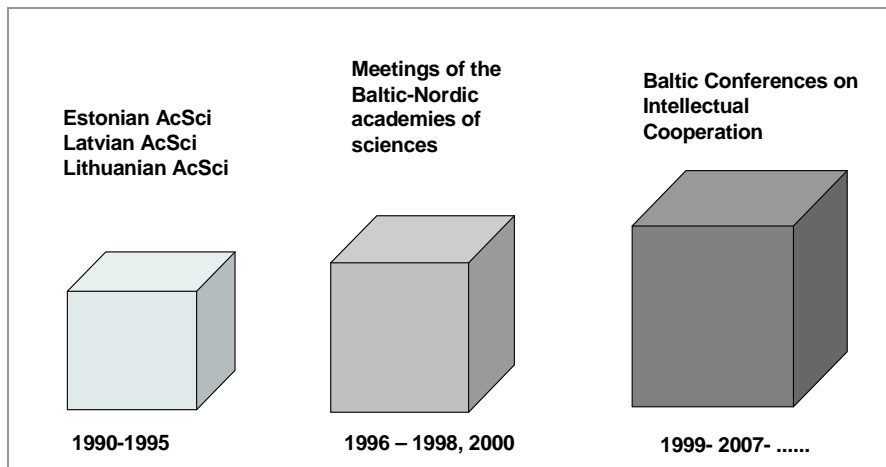 Estonian AcSci
Latvian AcSci
Lithuanian AcSci
1990-1995
Meetings of the
Baltic-Nordic
academies of
sciences
1996 – 1998, 2000
Baltic Conferences on
Intellectual
Cooperation
1999- 2007- ......